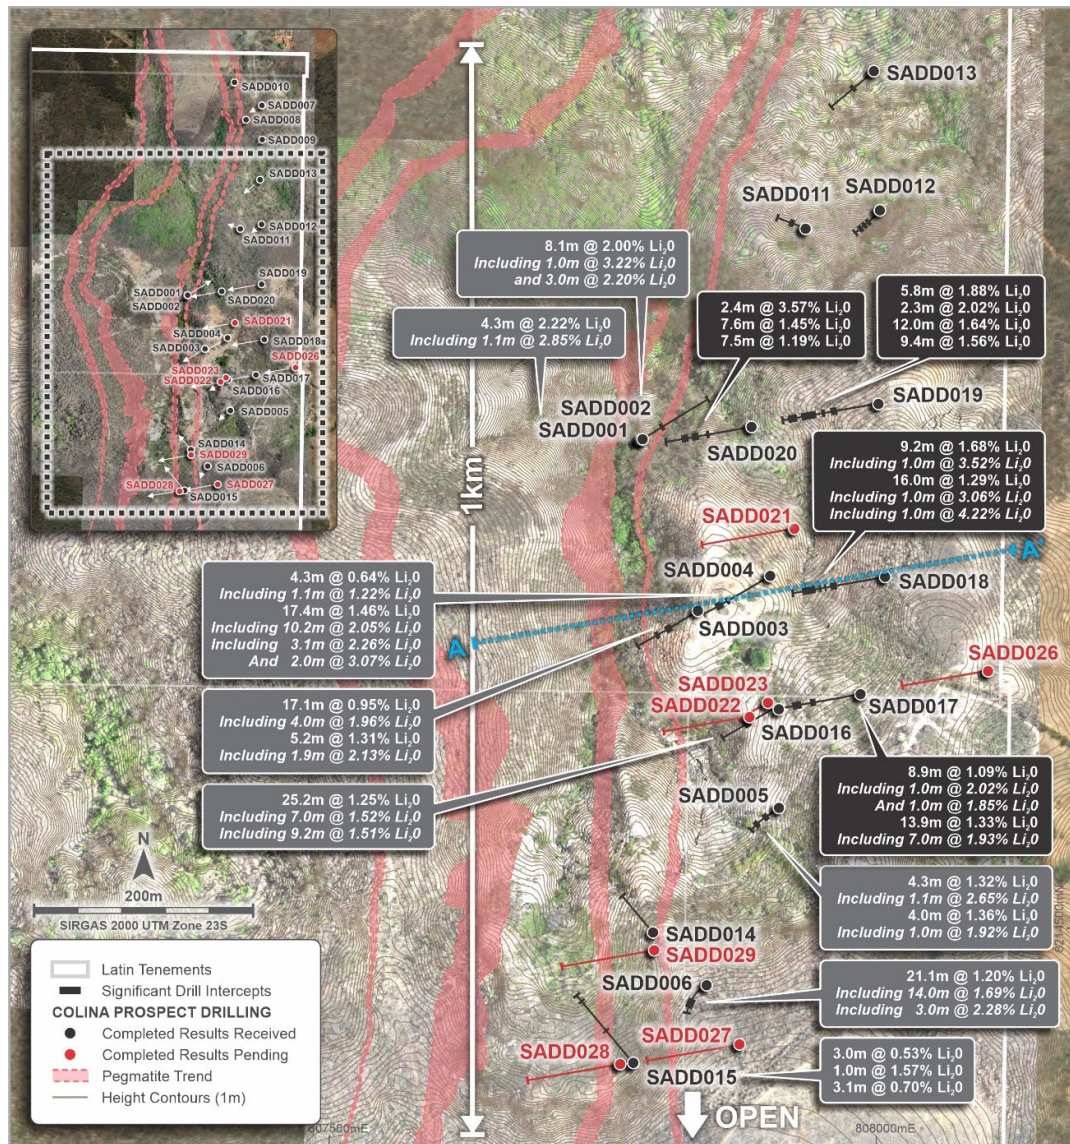 SADD010
SADD007
SADD008
SADD009
SADD013
SADD012
SADD011
SADD019
SADD001
SADD020
SADD002
SADD021
SADD004
SADD018
SADD003
SADD026
SADD023
SADD022
SADD017
SADD016
SADD005
SADD014
SADD029
SADD006
SADD028
SADD027
SADD015
SADD013
SADD012
SADD011
8.1m @ 2.00% Li₂0
Including 1.0m @ 3.22% Li₂0
and 3.0m @ 2.20% Li₂0
4.3m @ 2.22% Li₂0
Including 1.1m @ 2.85% Li₂0
2.4m @ 3.57% Li₂0
7.6m @ 1.45% Li₂0
7.5m @ 1.19% Li₂0
5.8m @ 1.88% Li₂0
2.3m @ 2.02% Li₂0
12.0m @ 1.64% Li₂0
9.4m @ 1.56% Li₂0
SADD002
SADD001
SADD019
SADD020
1km
9.2m @ 1.68% Li₂0
Including 1.0m @ 3.52% Li₂0
16.0m @ 1.29% Li₂0
Including 1.0m @ 3.06% Li₂0
Including 1.0m @ 4.22% Li₂0
SADD021
A'
SADD004
SADD018
4.3m @ 0.64% Li₂0
Including 1.1m @ 1.22% Li₂0
17.4m @ 1.46% Li₂0
Including 10.2m @ 2.05% Li₂0
Including 3.1m @ 2.26% Li₂0
And 2.0m @ 3.07% Li₂0
A
SADD003
SADD026
17.1m @ 0.95% Li₂0
Including 4.0m @ 1.96% Li₂0
5.2m @ 1.31% Li₂0
Including 1.9m @ 2.13% Li₂0
SADD023
SADD022
SADD017
SADD016
25.2m @ 1.25% Li₂0
Including 7.0m @ 1.52% Li₂0
Including 9.2m @ 1.51% Li₂0
8.9m @ 1.09% Li₂0
Including 1.0m @ 2.02% Li₂0
And 1.0m @ 1.85% Li₂0
13.9m @ 1.33% Li₂0
Including 7.0m @ 1.93% Li₂0
SADD005
4.3m @ 1.32% Li₂0
Including 1.1m @ 2.65% Li₂0
4.0m @ 1.36% Li₂0
Including 1.0m @ 1.92% Li₂0
N
200m
SIRGAS 2000 UTM Zone 23S
SADD014
SADD029
SADD006
21.1m @ 1.20% Li₂0
Including 14.0m @ 1.69% Li₂0
Including 3.0m @ 2.28% Li₂0
SADD027
SADD028
SADD015
3.0m @ 0.53% Li₂0
1.0m @ 1.57% Li₂0
3.1m @ 0.70% Li₂0
OPEN
Latin Tenements
Significant Drill Intercepts
COLINA PROSPECT DRILLING
Completed Results Received
Completed Results Pending
Pegmatite Trend
Height Contours (1m)
807500mE
808000mE